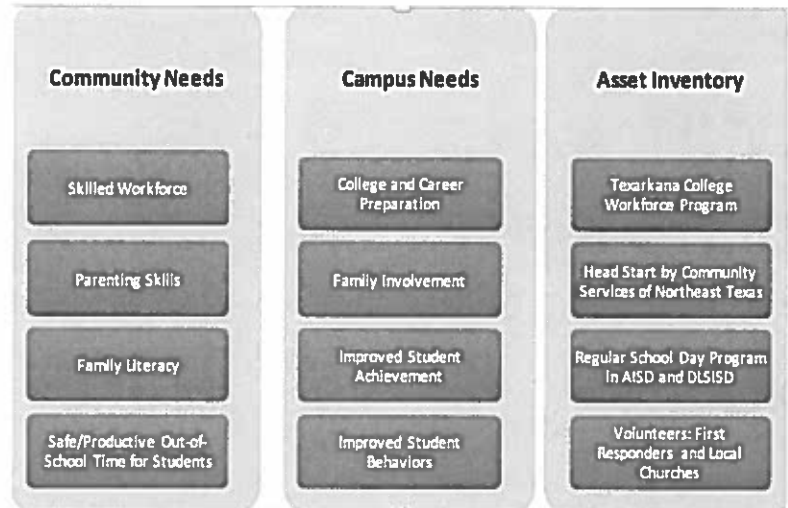 Community Needs
Skilled Workforce
Parenting Skills
Family Literacy
Safe/Productive Out-of-
School Time for Students
Campus Needs
College and Career
Preparation
Family Involvement
Improved Student
Achievement
Improved Student
Behaviors
Asset Inventory
Texarkana College
Workforce Program
Head Start by Community
Services of Northeast Texas
Regular School Day Program
in AISD and DLSISD
Volunteers: First
Responders and Local
Churches